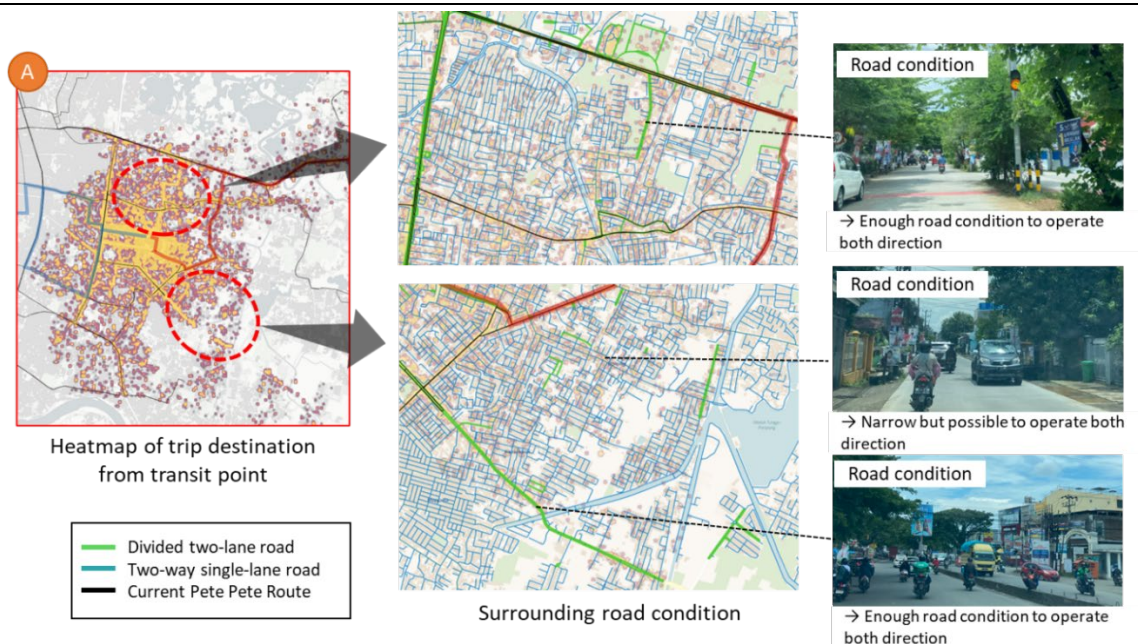 A
Heatmap of trip destination
from transit point
Divided two-lane road
Two-way single-lane road
Current Pete Pete Route
Surrounding road condition
Road condition
→ Enough road condition to operate
both direction
Road condition
→ Narrow but possible to operate both
direction
Road condition
→ Enough road condition to operate
both direction